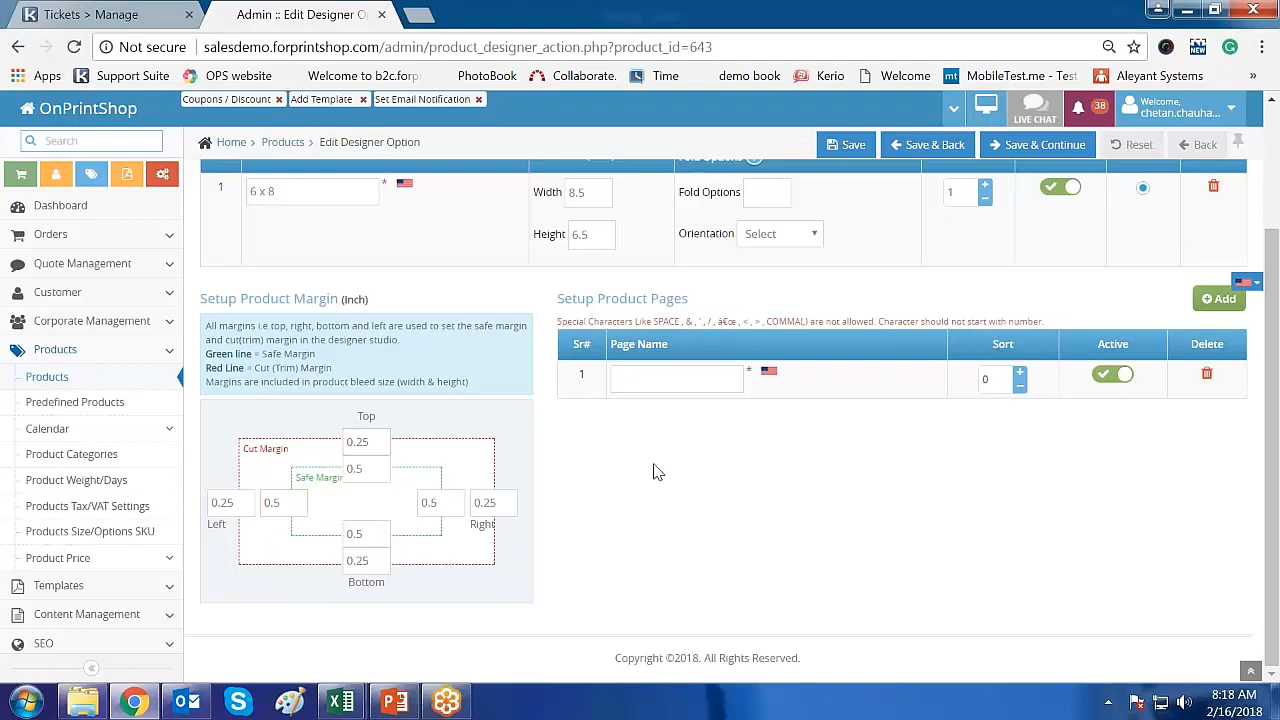 Tickets > Manage
Admin :: Edit Designer O
Not secure salesdemo.forprintshop.com/admin/product_designer_action.php?product_id=643
Apps Support Suite OPS website Welcome to b2c.forp PhotoBook Collaborate. Time demo book Kerio Welcome MobileTest.me - Test Aleyant Systems »
OnPrintShop
Coupons / Discount Add Template Set Email Notification
LIVE CHAT
38
Welcome,
chetan.chauha...
Search
Home > Products > Edit Designer Option
Save Save & Back Save & Continue Reset Back
1 6 x 8 * Width 8.5 Fold Options 1
Height 6.5 Orientation Select
Dashboard
Orders
Quote Management
Customer
Corporate Management
Products
Products
Predefined Products
Calendar
Product Categories
Product Weight/Days
Products Tax/VAT Settings
Products Size/Options SKU
Product Price
Templates
Content Management
SEO
Setup Product Margin (Inch)
All margins i.e top, right, bottom and left are used to set the safe margin
and cut(trim) margin in the designer studio.
Green line = Safe Margin
Red Line = Cut (Trim) Margin
Margins are included in product bleed size (width & height)
Top
0.25
Cut Margin
0.5
Safe Margin
0.25 0.5 0.5 0.25
Left Right
0.5
0.25
Bottom
Setup Product Pages
Add
Special Characters Like SPACE , & , ' , / , â€œ , < , > , COMMA(,) are not allowed. Character should not start with number.
Sr# Page Name Sort Active Delete
1 * 0
Copyright ©2018. All Rights Reserved.
8:18 AM
2/16/2018